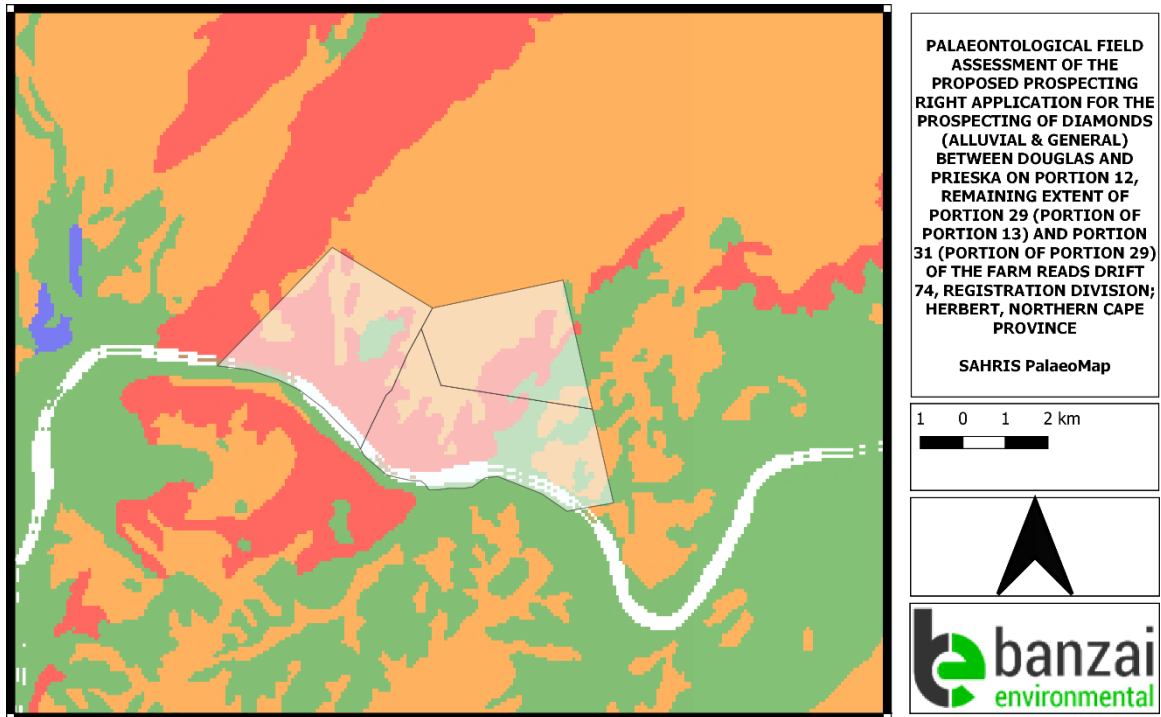 PALAEONTOLOGICAL FIELD
ASSESSMENT OF THE
PROPOSED PROSPECTING
RIGHT APPLICATION FOR THE
PROSPECTING OF DIAMONDS
(ALLUVIAL & GENERAL)
BETWEEN DOUGLAS AND
PRIESKA ON PORTION 12,
REMAINING EXTENT OF
PORTION 29 (PORTION OF
PORTION 13) AND PORTION
31 (PORTION OF PORTION 29)
OF THE FARM READS DRIFT
74, REGISTRATION DIVISION;
HERBERT, NORTHERN CAPE
PROVINCE
SAHRIS PalaeoMap
1 0 1 2 km
be banzai
environmental